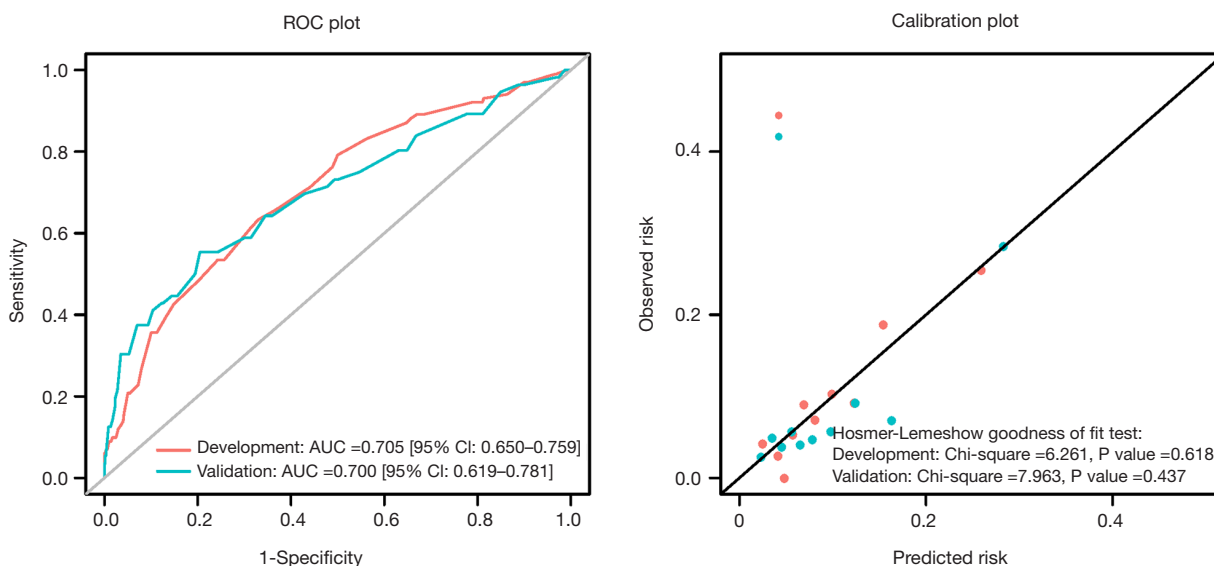 ROC plot
1.0
0.8
0.6
0.4
0.2
0.0
Sensitivity
Development: AUC =0.705 [95% CI: 0.650–0.759]
Validation: AUC =0.700 [95% CI: 0.619–0.781]
0.0 0.2 0.4 0.6 0.8 1.0
1-Specificity
Calibration plot
0.4
0.2
0.0
Observed risk
Hosmer-Lemeshow goodness of fit test:
Development: Chi-square =6.261, P value =0.618
Validation: Chi-square =7.963, P value =0.437
0 0.2 0.4
Predicted risk